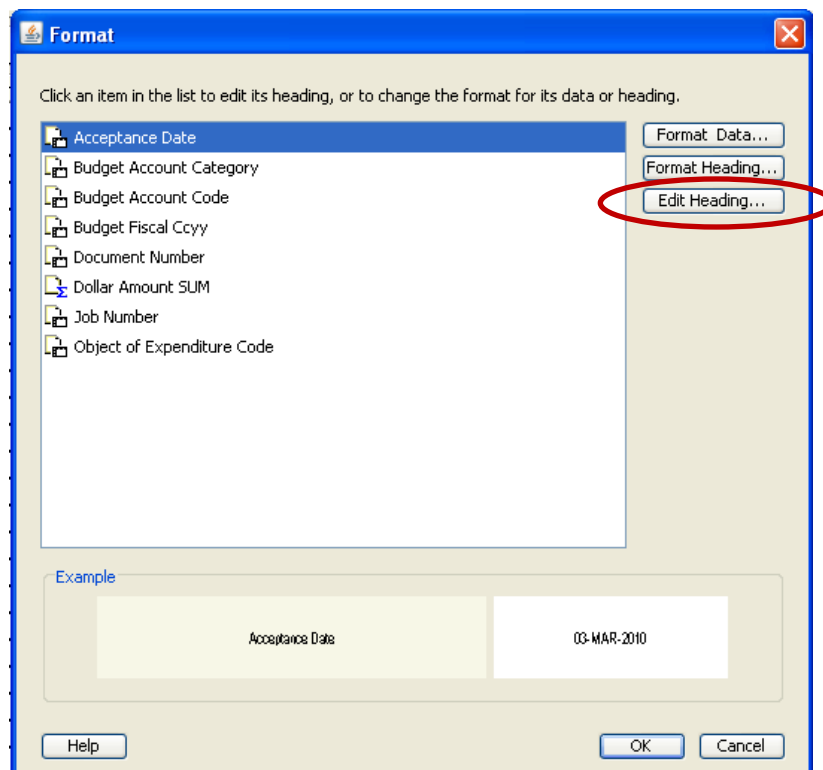 Format
Click an item in the list to edit its heading, or to change the format for its data or heading.
Acceptance Date
Budget Account Category
Budget Account Code
Budget Fiscal Ccyy
Document Number
Dollar Amount SUM
Job Number
Object of Expenditure Code
Format Data...
Format Heading...
Edit Heading...
Example
Acceptance Date
03-MAR-2010
Help
OK
Cancel